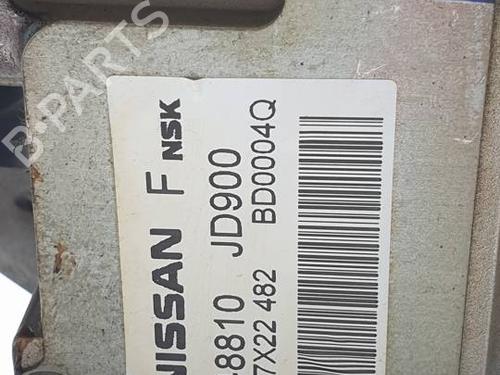 NISSAN F NSK
-8810 JD900
7X22 482 BD0004Q
B-PARTS